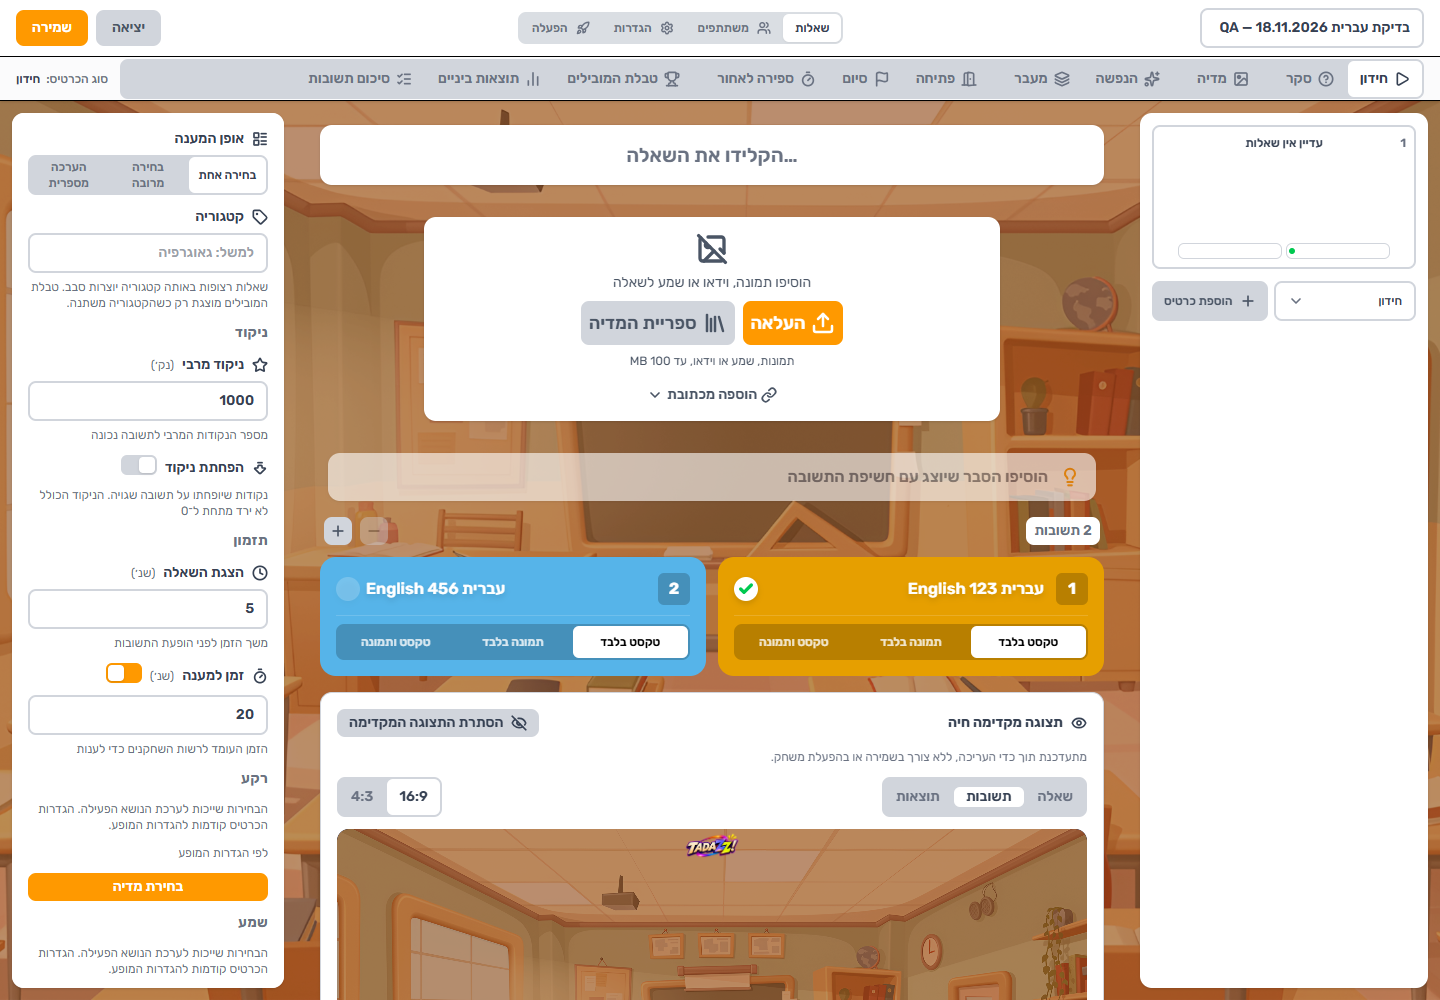 בדיקת עברית QA – 18.11.2026
שאלות
משתתפים
הגדרות
הפעלה
יציאה
שמירה
חידון
סקר
מדיה
הנפשה
מעבר
פתיחה
סיום
ספירה לאחור
טבלת המובילים
תוצאות ביניים
סיכום תשובות
סוג הכרטיס: חידון
1
עדיין אין שאלות
חידון
הוספת כרטיס
הקלידו את השאלה...
הוסיפו תמונה, וידאו או שמע לשאלה
העלאה
ספריית המדיה
תמונות, שמע או וידאו, עד 100 MB
הוספה מכתובת
הוסיפו הסבר שיוצג עם חשיפת התשובה
2 תשובות
1
עברית English 123
טקסט בלבד
תמונה בלבד
טקסט ותמונה
2
עברית English 456
טקסט בלבד
תמונה בלבד
טקסט ותמונה
תצוגה מקדימה חיה
הסתרת התצוגה המקדימה
מתעדכנת תוך כדי העריכה, ללא צורך בשמירה או בהפעלת משחק.
שאלה
תשובות
תוצאות
16:9
4:3
TADAZZ!
אופן המענה
בחירה אחת
בחירה מרובה
הערכה מספרית
קטגוריה
למשל: גאוגרפיה
שאלות רצופות באותה קטגוריה יוצרות סבב. טבלת
המובילים מוצגת רק כשהקטגוריה משתנה.
ניקוד
ניקוד מרבי (נק׳)
1000
מספר הנקודות המרבי לתשובה נכונה
הפחתת ניקוד
נקודות שיופחתו על תשובה שגויה. הניקוד הכולל
לא ירד מתחת ל־0
תזמון
הצגת השאלה (שנ׳)
5
משך הזמן לפני הופעת התשובות
זמן למענה (שנ׳)
20
הזמן העומד לרשות השחקנים כדי לענות
רקע
הבחירות שייכות לערכת הנושא הפעילה. הגדרות
הכרטיס קודמות להגדרות המופע.
לפי הגדרות המופע
בחירת מדיה
שמע
הבחירות שייכות לערכת הנושא הפעילה. הגדרות
הכרטיס קודמות להגדרות המופע.